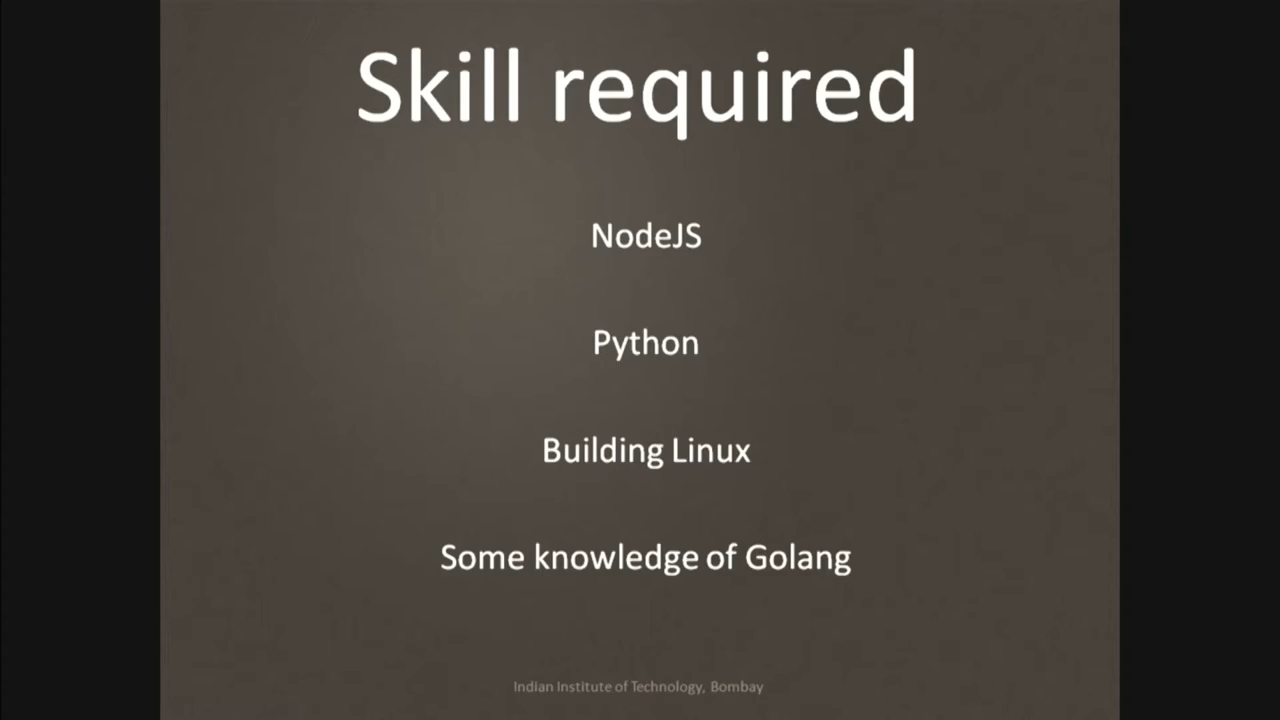 Skill required
NodeJS
Python
Building Linux
Some knowledge of Golang
Indian Institute of Technology, Bombay